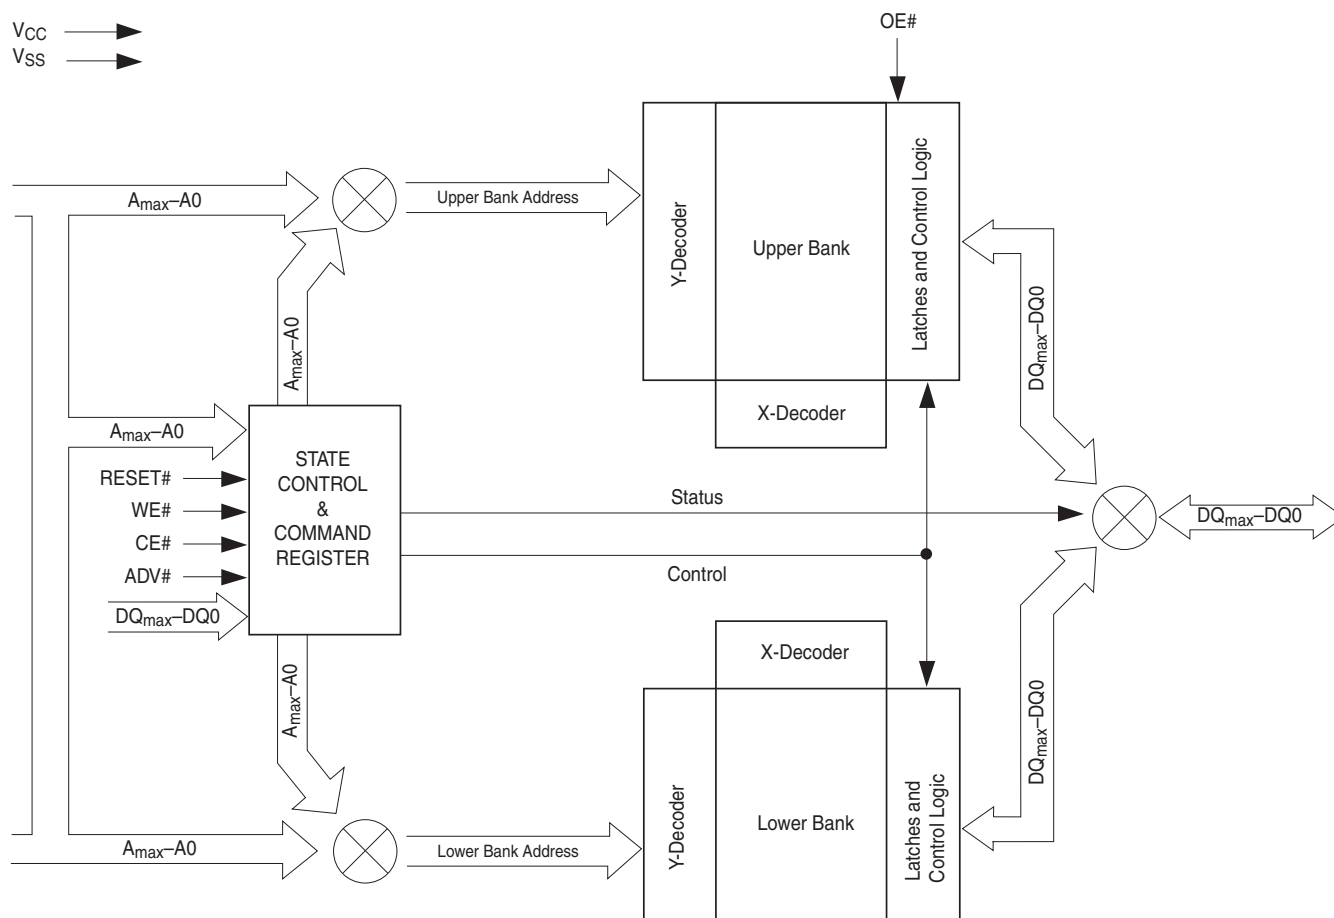 VCC
VSS
OE#
Amax–A0
Upper Bank Address
Y-Decoder
Upper Bank
Latches and Control Logic
X-Decoder
DQmax–DQ0
Amax–A0
Amax–A0
RESET#
WE#
CE#
ADV#
DQmax–DQ0
STATE
CONTROL
&
COMMAND
REGISTER
Status
Control
DQmax–DQ0
Amax–A0
X-Decoder
DQmax–DQ0
Amax–A0
Lower Bank Address
Y-Decoder
Lower Bank
Latches and
Control Logic